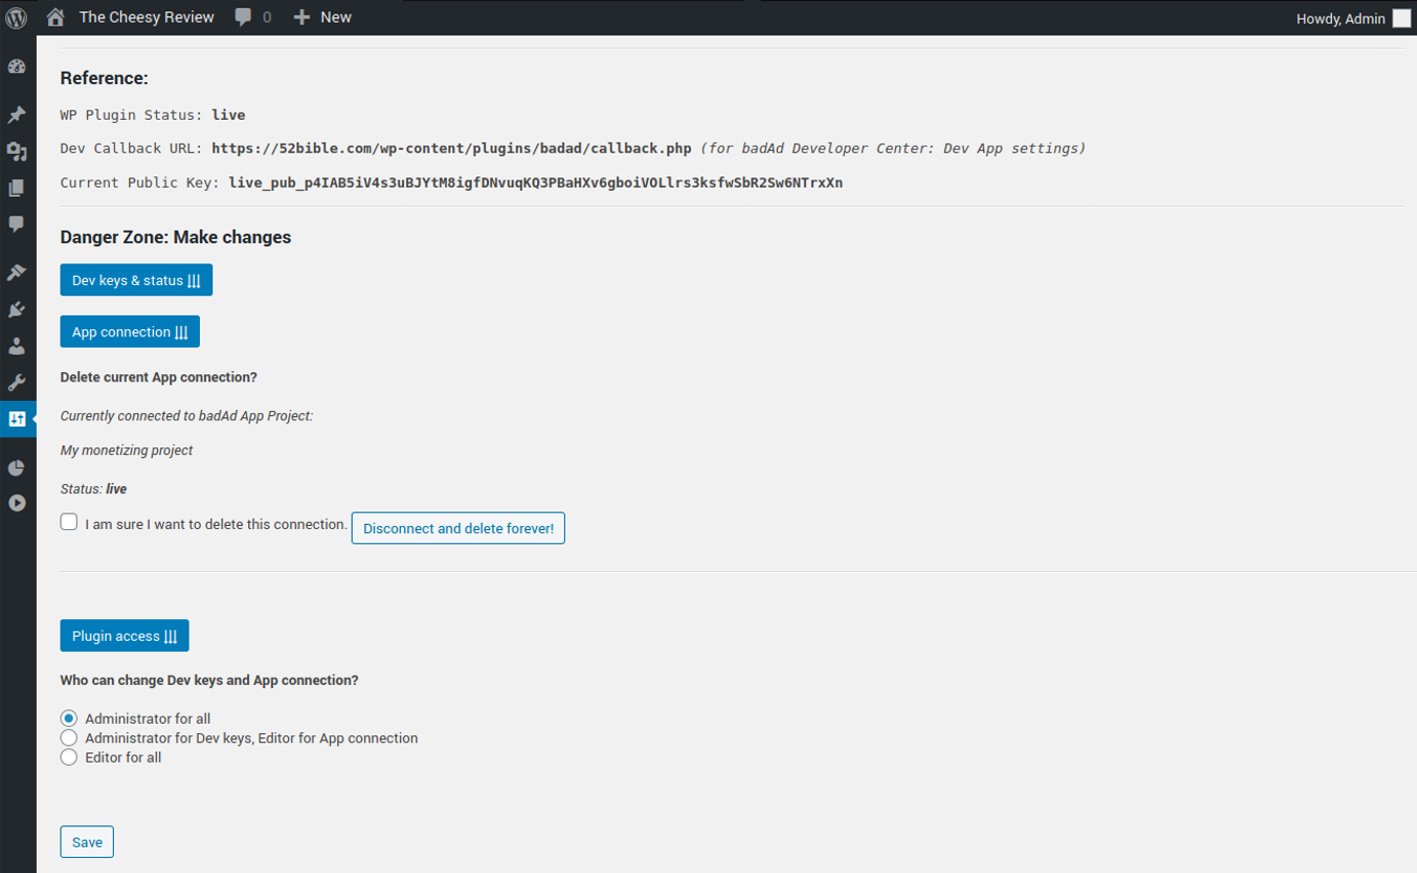 The Cheesy Review 0 New Howdy, Admin
Reference:
WP Plugin Status: live
Dev Callback URL: https://52bible.com/wp-content/plugins/badad/callback.php (for badAd Developer Center: Dev App settings)
Current Public Key: live_pub_p4IAB5iV4s3uBJYtM8igfDNvuqKQ3PBaHXv6gboiVOLlrs3ksfwSbR2Sw6NTrxXn
Danger Zone: Make changes
Dev keys & status
App connection
Delete current App connection?
Currently connected to badAd App Project:
My monetizing project
Status: live
I am sure I want to delete this connection. Disconnect and delete forever!
Plugin access
Who can change Dev keys and App connection?
Administrator for all
Administrator for Dev keys, Editor for App connection
Editor for all
Save